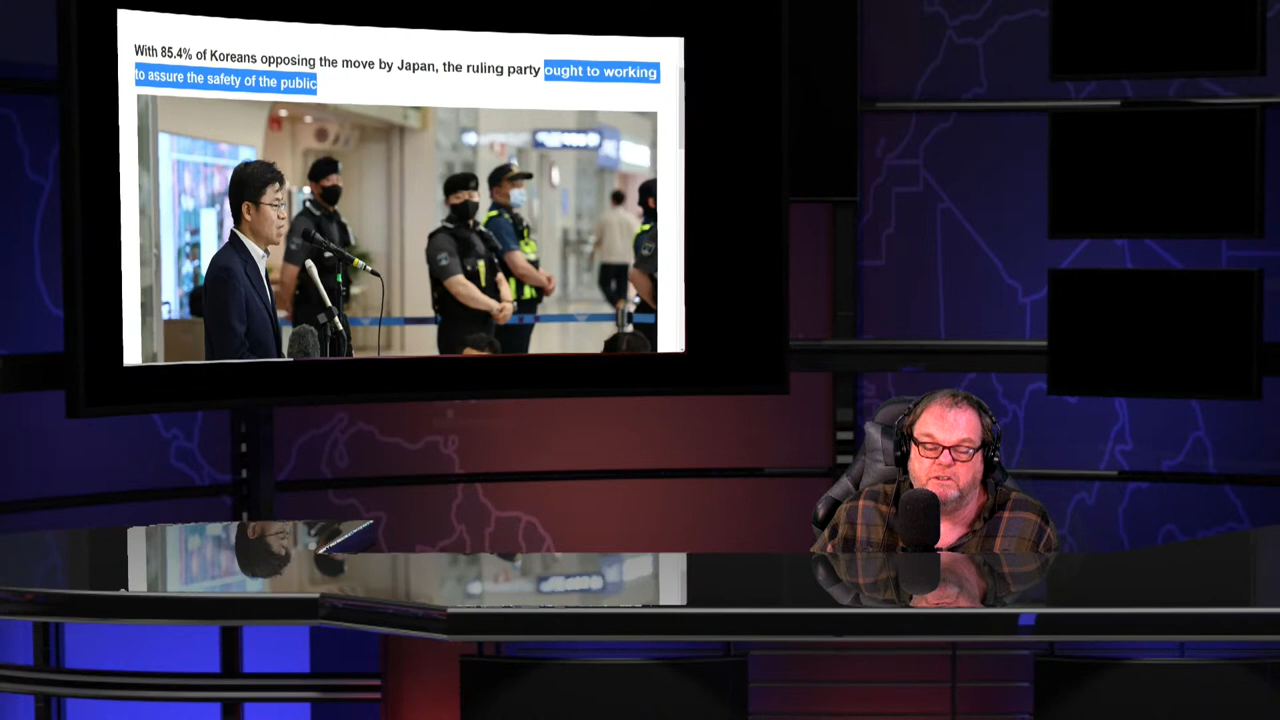 With 85.4% of Koreans opposing the move by Japan, the ruling party ought to working
to assure the safety of the public